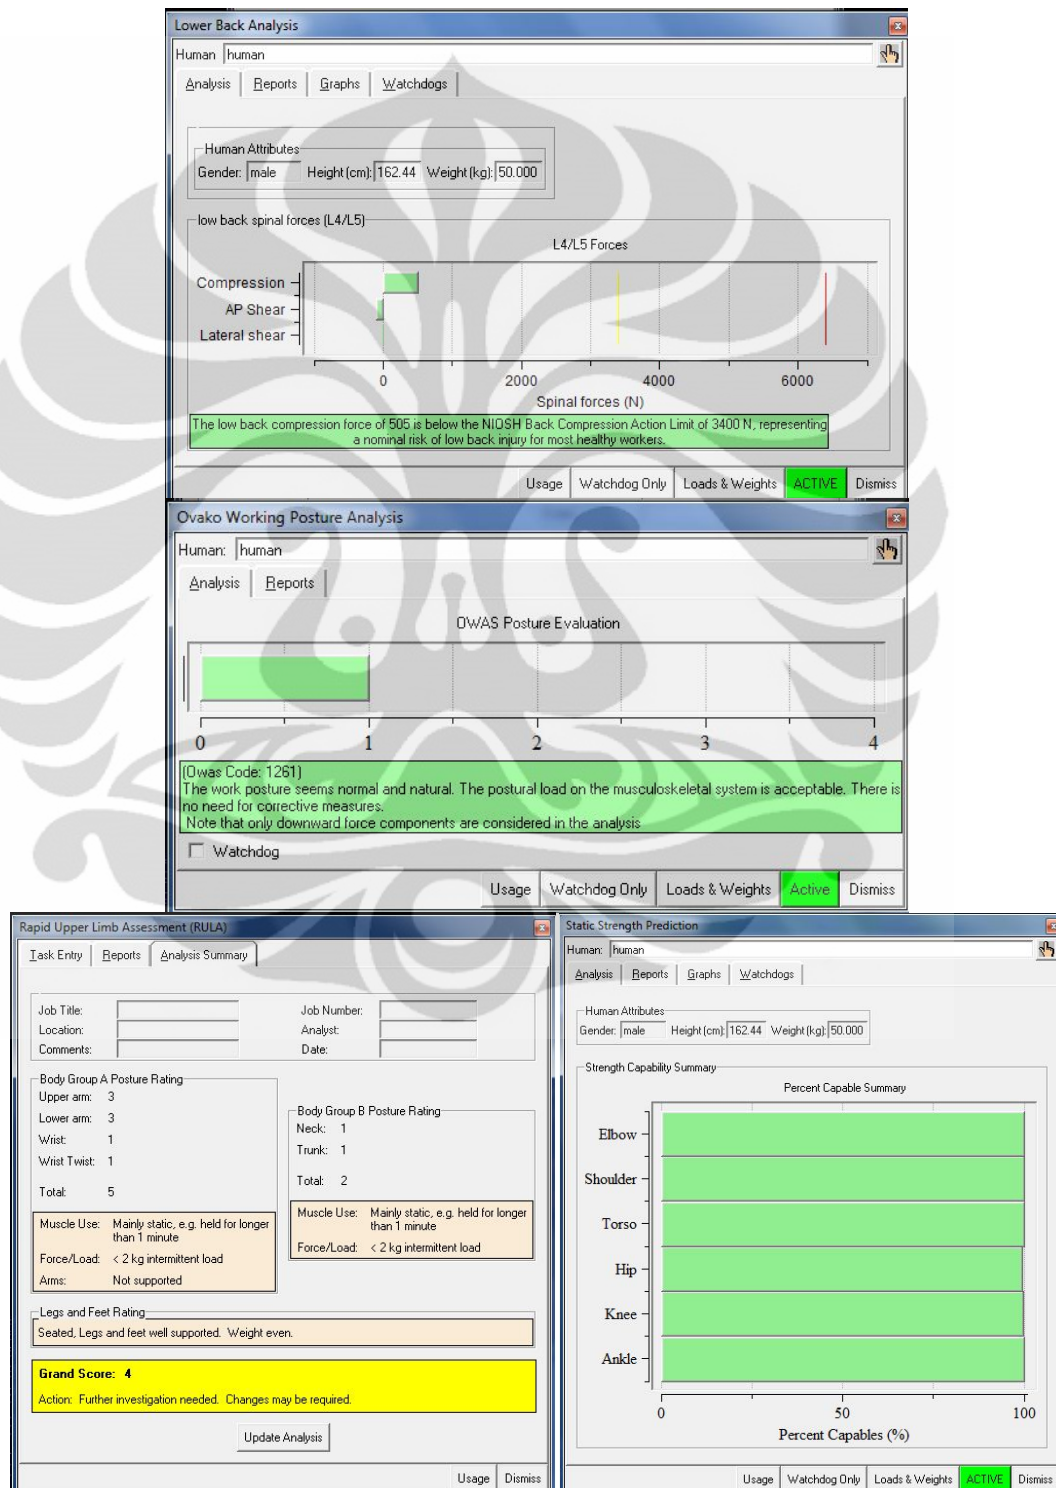 Lower Back Analysis
Human human
Analysis Reports Graphs Watchdogs
Human Attributes
Gender: male Height (cm): 162.44 Weight (kg): 50.000
low back spinal forces (L4/L5)
L4/L5 Forces
Compression
AP Shear
Lateral shear
0 2000 4000 6000
Spinal forces (N)
The low back compression force of 505 is below the NIOSH Back Compression Action Limit of 3400 N, representing
a nominal risk of low back injury for most healthy workers.
Usage Watchdog Only Loads & Weights ACTIVE Dismiss
Ovako Working Posture Analysis
Human: human
Analysis Reports
OWAS Posture Evaluation
0 1 2 3 4
(Owas Code: 1261)
The work posture seems normal and natural. The postural load on the musculoskeletal system is acceptable. There is
no need for corrective measures.
Note that only downward force components are considered in the analysis
Watchdog
Usage Watchdog Only Loads & Weights Active Dismiss
Rapid Upper Limb Assessment (RULA)
Task Entry Reports Analysis Summary
Job Title: Job Number:
Location: Analyst:
Comments: Date:
Body Group A Posture Rating
Upper arm: 3
Lower arm: 3
Wrist: 1
Wrist Twist: 1
Total: 5
Muscle Use: Mainly static, e.g. held for longer
than 1 minute
Force/Load: < 2 kg intermittent load
Arms: Not supported
Body Group B Posture Rating
Neck: 1
Trunk: 1
Total: 2
Muscle Use: Mainly static, e.g. held for longer
than 1 minute
Force/Load: < 2 kg intermittent load
Legs and Feet Rating
Seated, Legs and feet well supported. Weight even.
Grand Score: 4
Action: Further investigation needed. Changes may be required.
Update Analysis
Usage Dismiss
Static Strength Prediction
Human: human
Analysis Reports Graphs Watchdogs
Human Attributes
Gender: male Height (cm): 162.44 Weight (kg): 50.000
Strength Capability Summary
Percent Capable Summary
Elbow
Shoulder
Torso
Hip
Knee
Ankle
0 50 100
Percent Capables (%)
Usage Watchdog Only Loads & Weights ACTIVE Dismiss